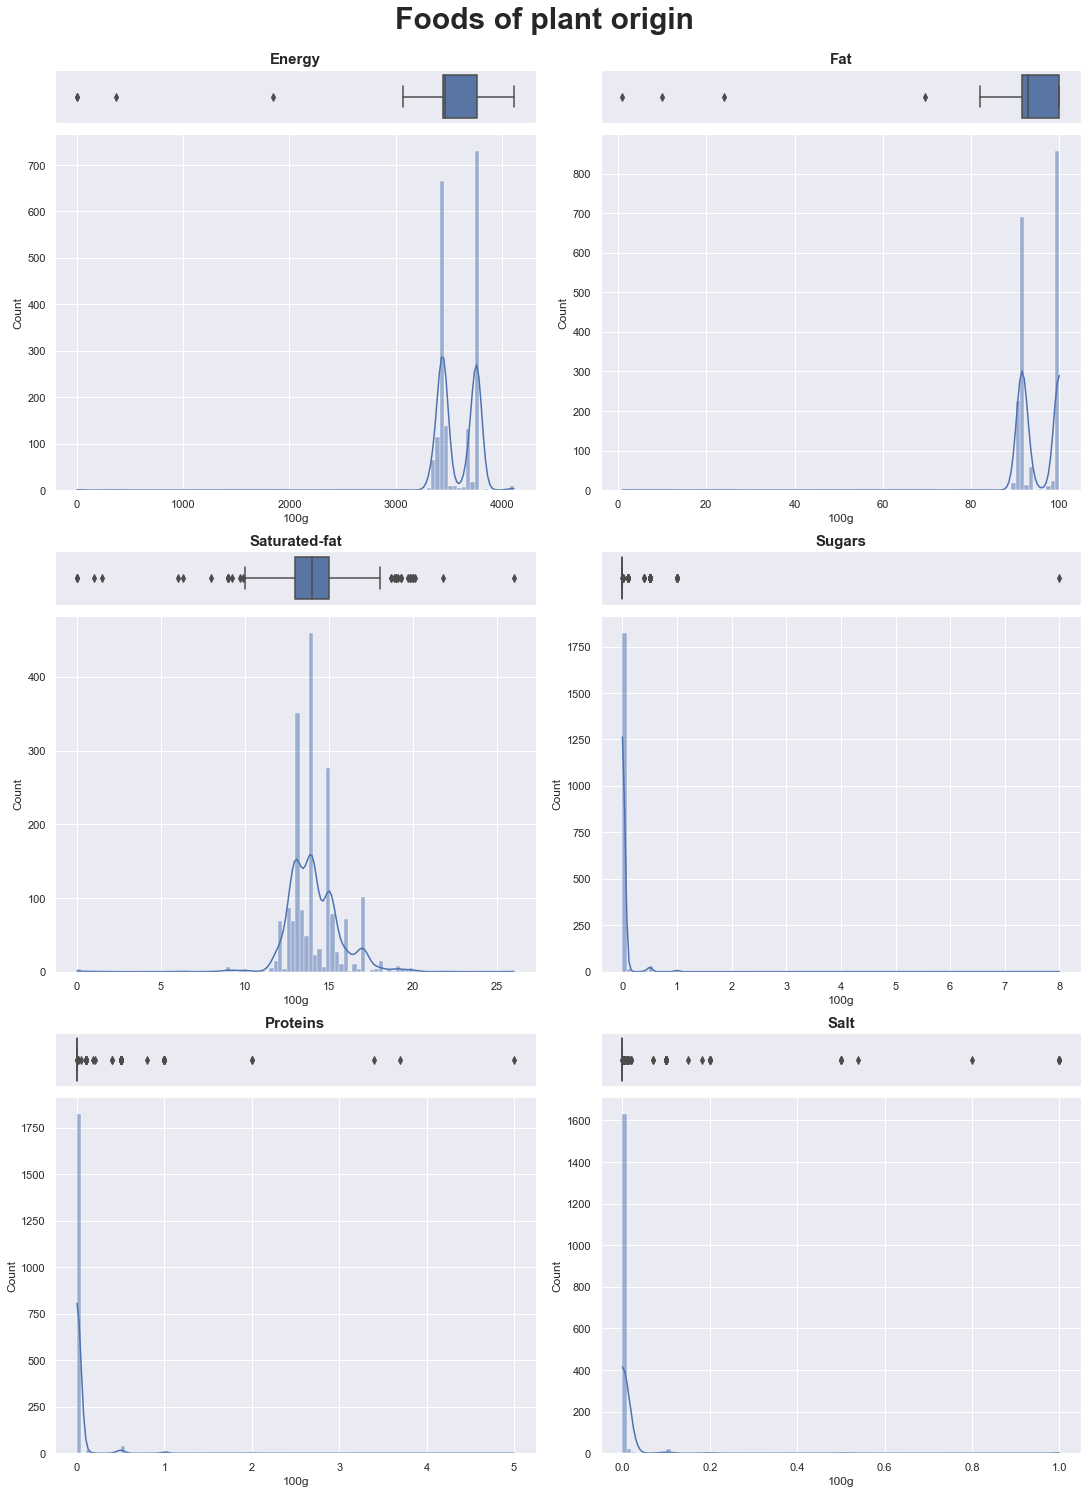 Foods of plant origin
Energy
Count
700
600
500
400
300
200
100
0
0 1000 2000 3000 4000
100g
Fat
Count
800
700
600
500
400
300
200
100
0
0 20 40 60 80 100
100g
Saturated-fat
Count
400
300
200
100
0
0 5 10 15 20 25
100g
Sugars
Count
1750
1500
1250
1000
750
500
250
0
0 1 2 3 4 5 6 7 8
100g
Proteins
Count
1750
1500
1250
1000
750
500
250
0
0 1 2 3 4 5
100g
Salt
Count
1600
1400
1200
1000
800
600
400
200
0
0.0 0.2 0.4 0.6 0.8 1.0
100g